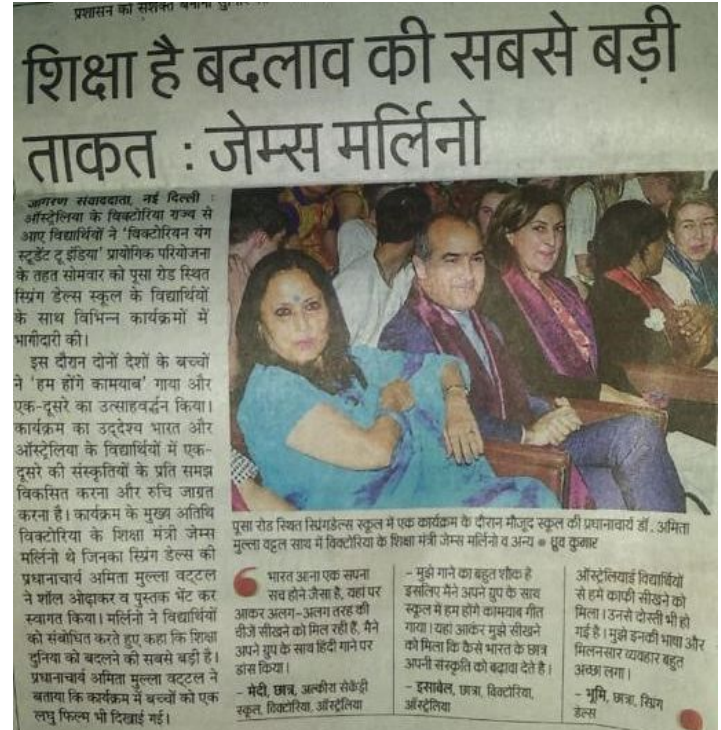 प्रशासन को सशक्त बनाना
शिक्षा है बदलाव की सबसे बड़ी
ताकत : जेम्स मर्लिनो
जागरण संवाददाता, नई दिल्ली :
ऑस्ट्रेलिया के विक्टोरिया राज्य से
आए विद्यार्थियों ने 'विक्टोरियन यंग
स्टूडेंट टू इंडिया' प्रायोगिक परियोजना
के तहत सोमवार को पूसा रोड स्थित
स्प्रिंग डेल्स स्कूल के विद्यार्थियों
के साथ विभिन्न कार्यक्रमों में
भागीदारी की।
इस दौरान दोनों देशों के बच्चों
ने 'हम होंगे कामयाब' गाया और
एक-दूसरे का उत्साहवर्द्धन किया।
कार्यक्रम का उद्देश्य भारत और
ऑस्ट्रेलिया के विद्यार्थियों में एक-
दूसरे की संस्कृतियों के प्रति समझ
विकसित करना और रुचि जाग्रत
करना है। कार्यक्रम के मुख्य अतिथि
विक्टोरिया के शिक्षा मंत्री जेम्स
मर्लिनो थे जिनका स्प्रिंग डेल्स की
प्रधानाचार्य अमिता मुल्ला वट्टल
ने शॉल ओढ़ाकर व पुस्तक भेंट कर
स्वागत किया। मर्लिनो ने विद्यार्थियों
को संबोधित करते हुए कहा कि शिक्षा
दुनिया को बदलने की सबसे बड़ी है।
प्रधानाचार्य अमिता मुल्ला वट्टल ने
बताया कि कार्यक्रम में बच्चों को एक
लघु फिल्म भी दिखाई गई।
पूसा रोड स्थित स्प्रिंगडेल्स स्कूल में एक कार्यक्रम के दौरान मौजूद स्कूल की प्रधानाचार्य डॉ. अमिता
मुल्ला वट्टल साथ में विक्टोरिया के शिक्षा मंत्री जेम्स मर्लिनो व अन्य ● ध्रुव कुमार
भारत आना एक सपना
सच होने जैसा है, यहां पर
आकर अलग-अलग तरह की
चीजें सीखने को मिल रही हैं, मैंने
अपने ग्रुप के साथ हिंदी गाने पर
डांस किया।
- मेदी, छात्र, अल्कीरा सेकेंड्री
स्कूल, विक्टोरिया, ऑस्ट्रेलिया
- मुझे गाने का बहुत शौक है
इसलिए मैंने अपने ग्रुप के साथ
स्कूल में हम होंगे कामयाब गीत
गाया। यहां आकर मुझे सीखने
को मिला कि कैसे भारत के छात्र
अपनी संस्कृति को बढ़ावा देते है।
- इसाबेल, छात्रा, विक्टोरिया,
ऑस्ट्रेलिया
ऑस्ट्रेलियाई विद्यार्थियों
से हमें काफी सीखने को
मिला। उनसे दोस्ती भी हो
गई है। मुझे इनकी भाषा और
मिलनसार व्यवहार बहुत
अच्छा लगा।
- भूमि, छात्रा, स्प्रिंग
डेल्स